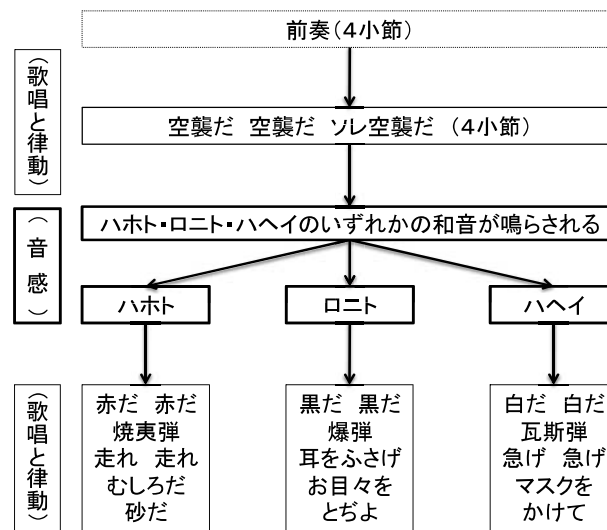 前奏(4小節)
(歌唱と律動)
空襲だ 空襲だ ソレ空襲だ (4小節)
(音感)
ハホト・ロニト・ハヘイのいずれかの和音が鳴らされる
ハホト
ロニト
ハヘイ
(歌唱と律動)
赤だ 赤だ
焼夷弾
走れ 走れ
むしろだ
砂だ
黒だ 黒だ
爆弾
耳をふさげ
お目々を
とぢよ
白だ 白だ
瓦斯弾
急げ 急げ
マスクを
かけて